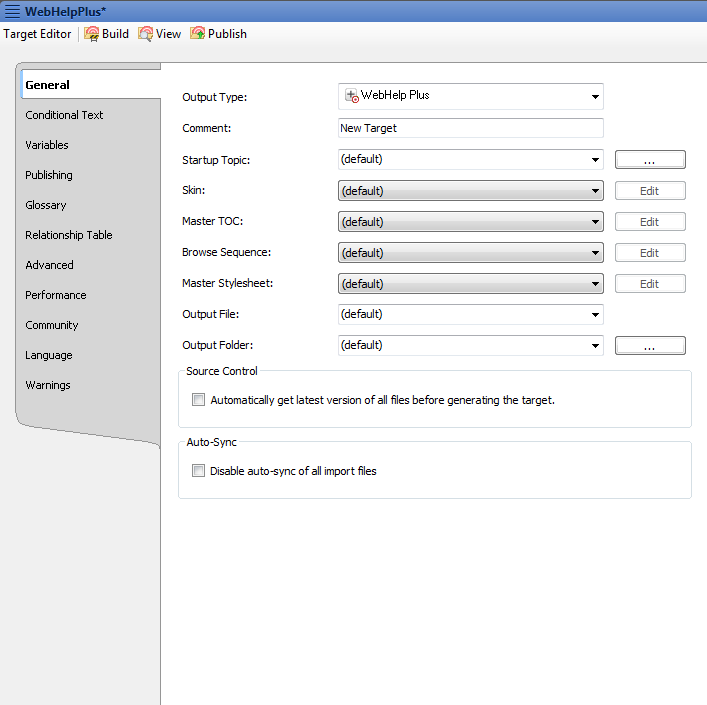 WebHelpPlus*
Target Editor Build View Publish
General
Conditional Text
Variables
Publishing
Glossary
Relationship Table
Advanced
Performance
Community
Language
Warnings
Output Type: WebHelp Plus
Comment: New Target
Startup Topic: (default) ...
Skin: (default) Edit
Master TOC: (default) Edit
Browse Sequence: (default) Edit
Master Stylesheet: (default) Edit
Output File: (default)
Output Folder: (default) ...
Source Control
Automatically get latest version of all files before generating the target.
Auto-Sync
Disable auto-sync of all import files